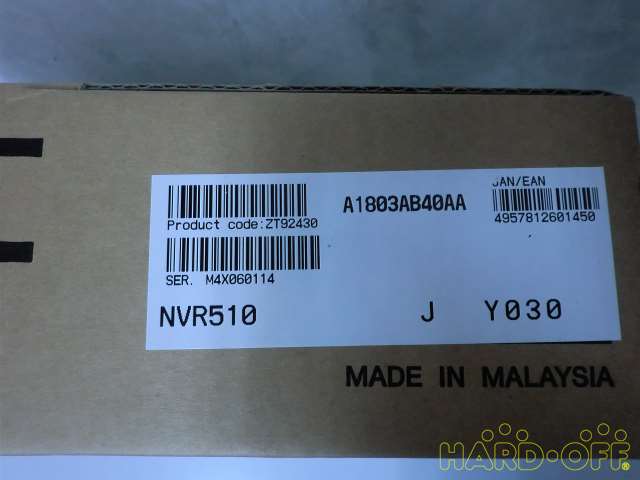 JAN/EAN
A1803AB40AA
4957812601450
Product code:ZT92430
SER. M4X060114
NVR510 J Y030
MADE IN MALAYSIA
HARD-OFF